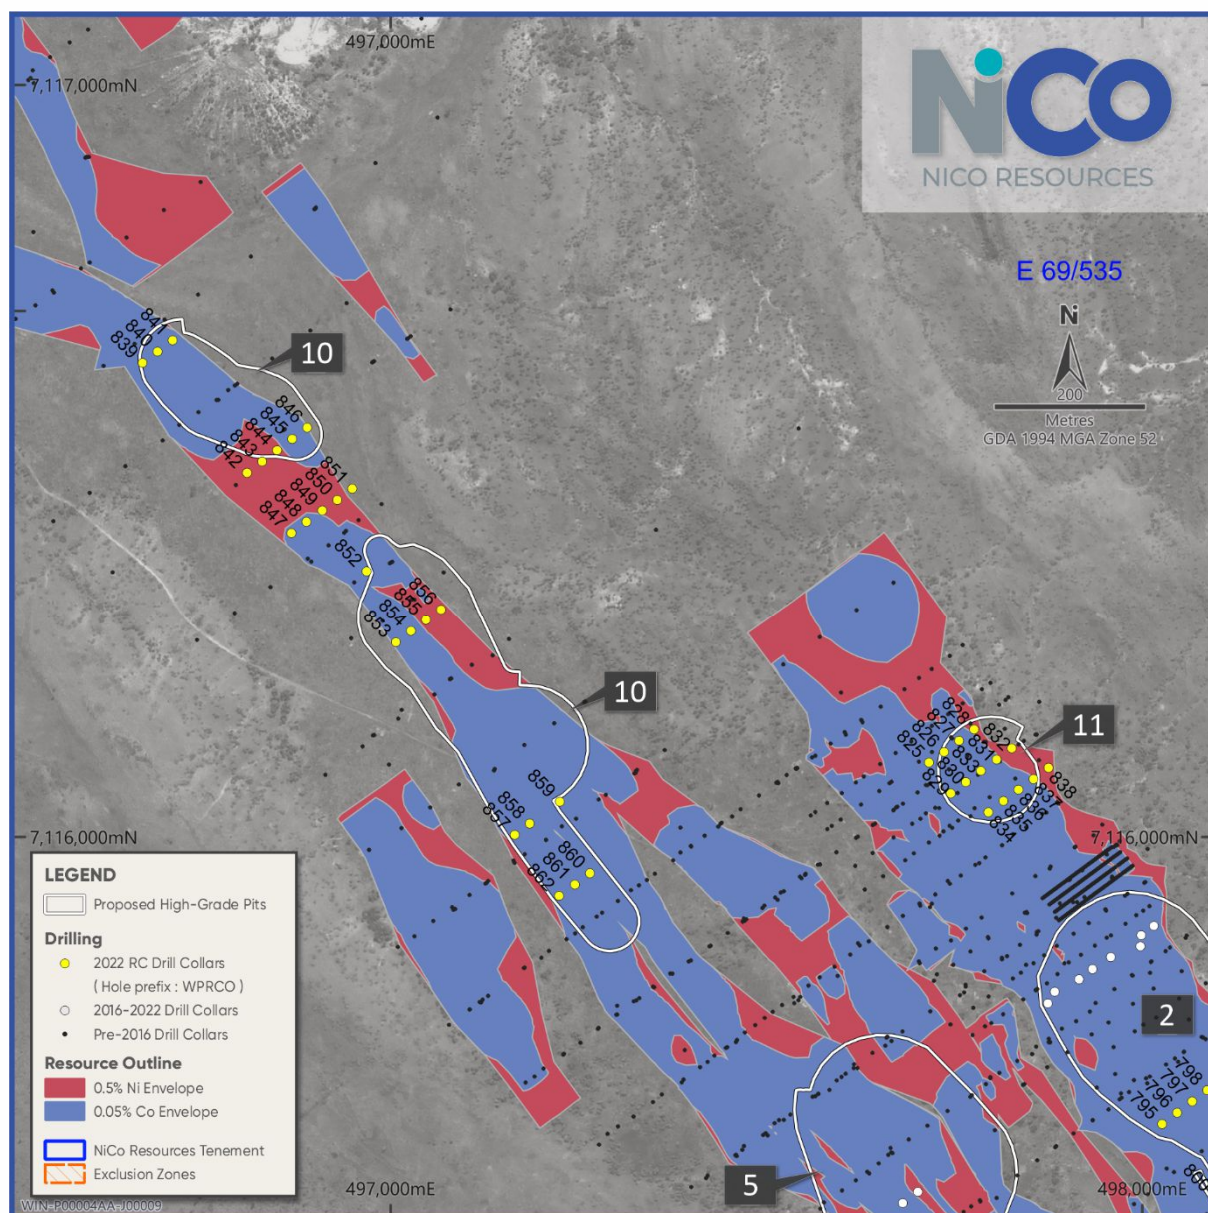 497,000mE
7,117,000mN
NiCo
NICO RESOURCES
E 69/535
N
200
Metres
GDA 1994 MGA Zone 52
841
840
839
10
846
845
844
843
842
851
850
849
848
847
852
856
855
854
853
10
828
827
826
825
832
831
833
830
829
11
838
837
836
835
834
859
858
857
860
861
862
7,116,000mN
7,116,000mN
2
798
797
796
795
800
5
497,000mE
498,000mE
LEGEND
Proposed High-Grade Pits
Drilling
2022 RC Drill Collars
( Hole prefix : WPRCO )
2016-2022 Drill Collars
Pre-2016 Drill Collars
Resource Outline
0.5% Ni Envelope
0.05% Co Envelope
NiCo Resources Tenement
Exclusion Zones
WIN-P00004AA-J00009